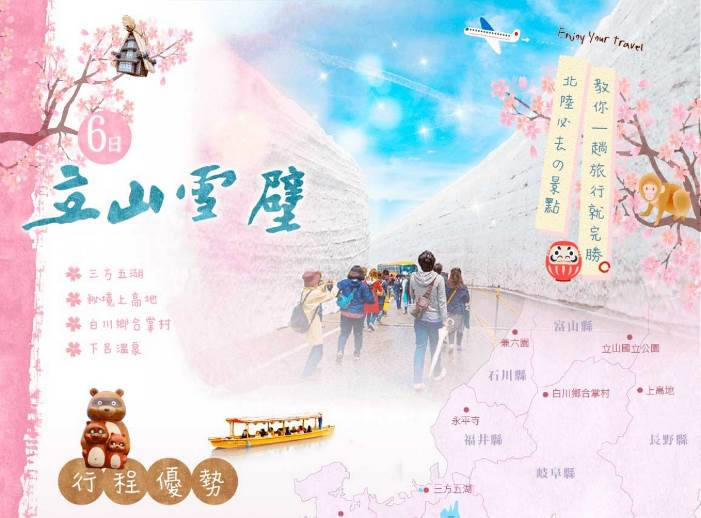 Enjoy Your travel
教你一趟旅行就完勝
北陸必去の景點
6日
立山雪壁
三方五湖
秘境上高地
白川鄉合掌村
下呂溫泉
富山縣
兼六園
立山國立公園
石川縣
白川鄉合掌村
上高地
永平寺
福井縣
長野縣
岐阜縣
三方五湖
行程優勢